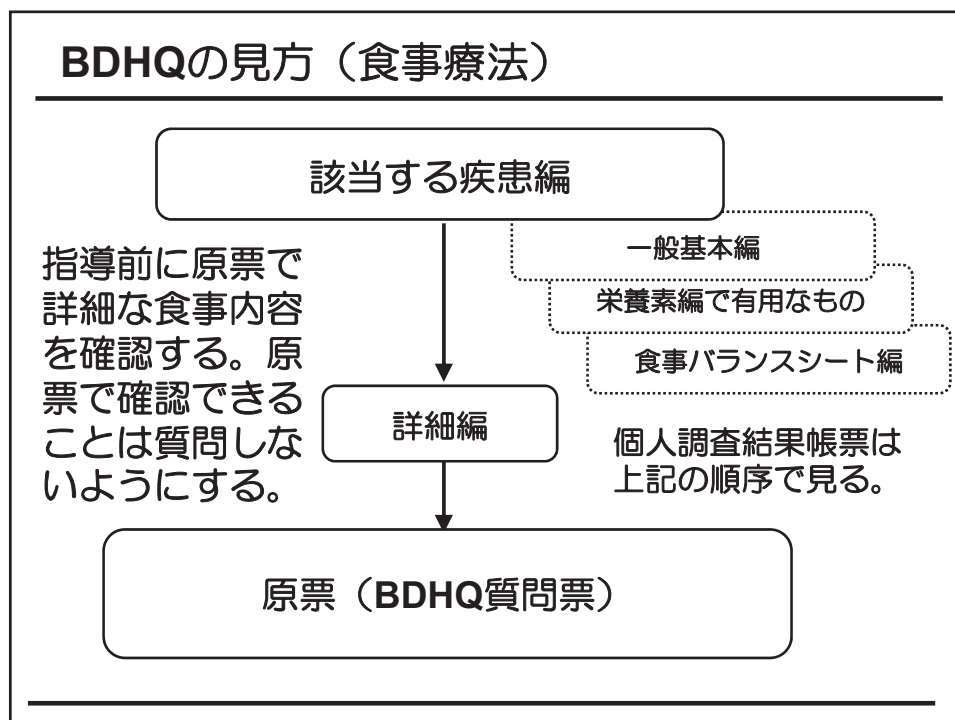 BDHQの見方（食事療法）
該当する疾患編
一般基本編
栄養素編で有用なもの
食事バランスシート編
指導前に原票で
詳細な食事内容
を確認する。原
票で確認できる
ことは質問しな
いようにする。
詳細編
個人調査結果帳票は
上記の順序で見る。
原票（BDHQ質問票）